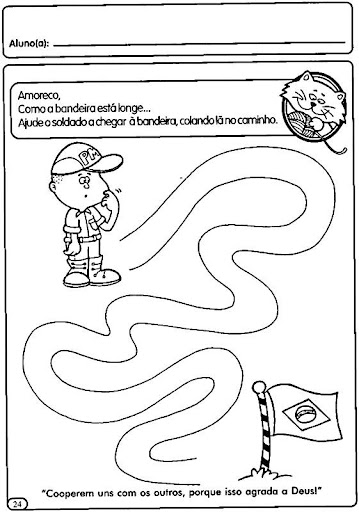 Aluno(a):
Amoreco,
Como a bandeira está longe...
Ajude o soldado a chegar à bandeira, colando lã no caminho.
PM
24
"Cooperem uns com os outros, porque isso agrada a Deus!"